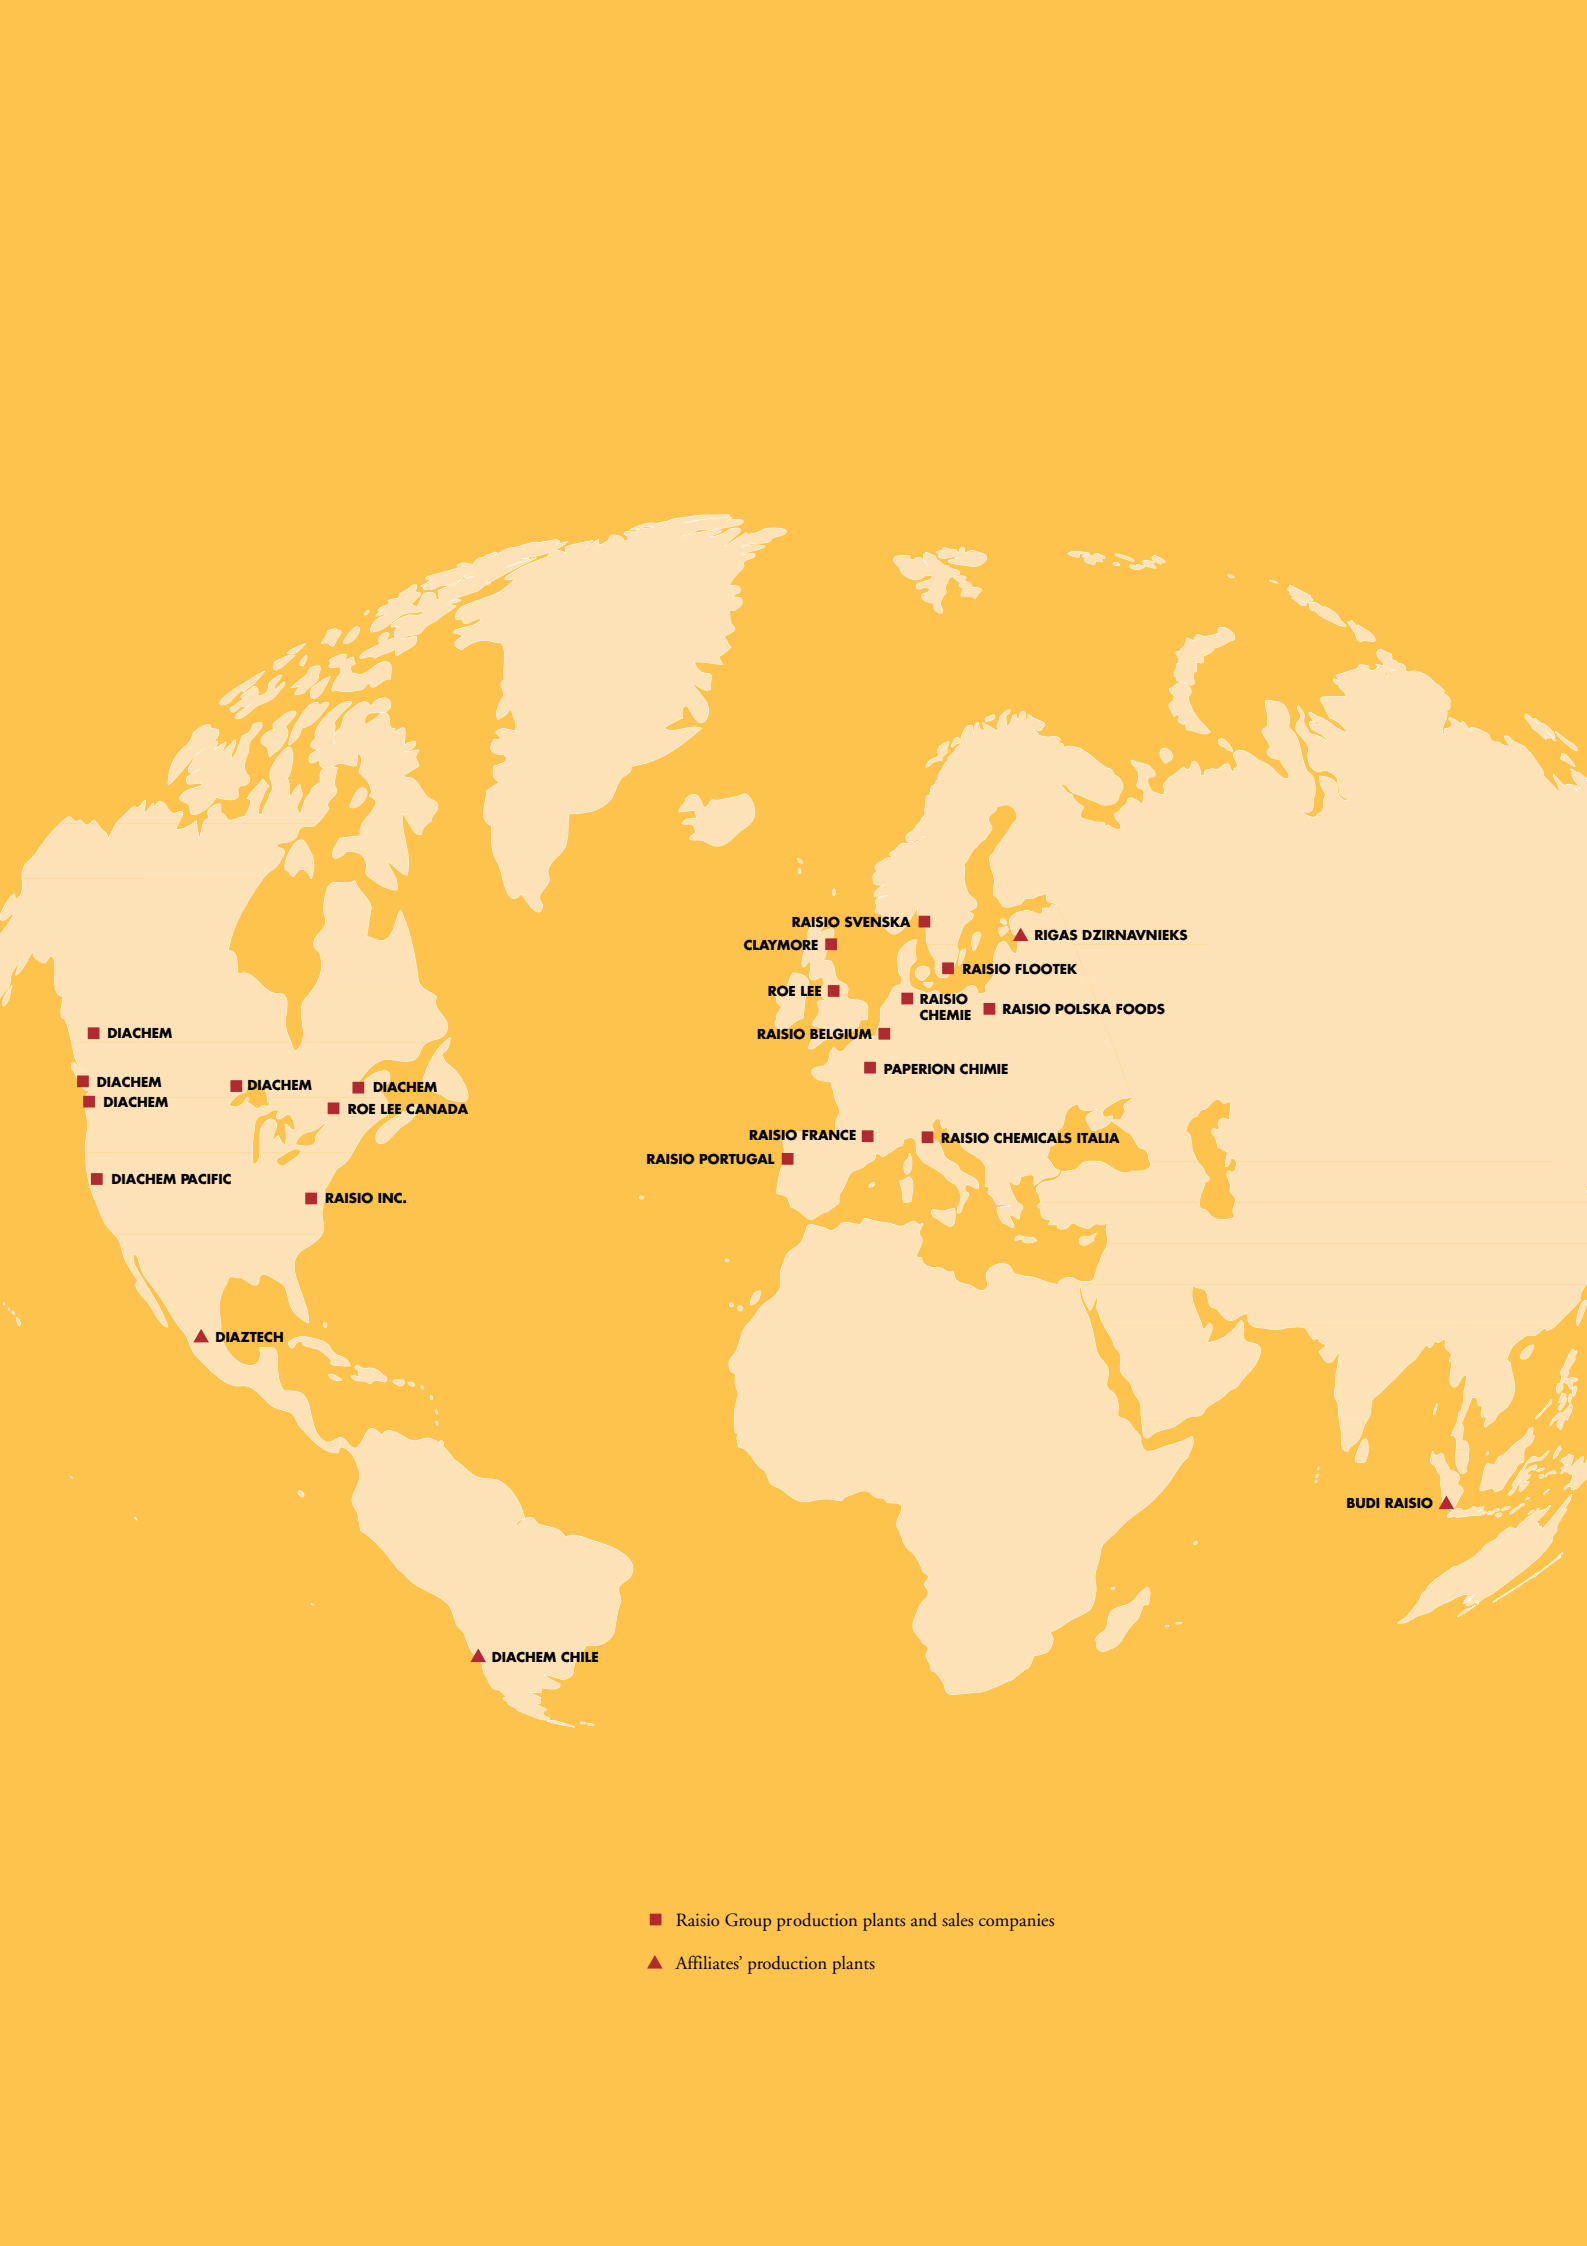 RAISIO SVENSKA
RIGAS DZIRNAVNIEKS
CLAYMORE
RAISIO FLOOTEK
ROE LEE
RAISIO
CHEMIE
RAISIO POLSKA FOODS
DIACHEM
RAISIO BELGIUM
PAPERION CHIMIE
DIACHEM
DIACHEM
DIACHEM
DIACHEM
ROE LEE CANADA
RAISIO FRANCE
RAISIO CHEMICALS ITALIA
RAISIO PORTUGAL
DIACHEM PACIFIC
RAISIO INC.
DIAZTECH
BUDI RAISIO
DIACHEM CHILE
Raisio Group production plants and sales companies
Affiliates’ production plants